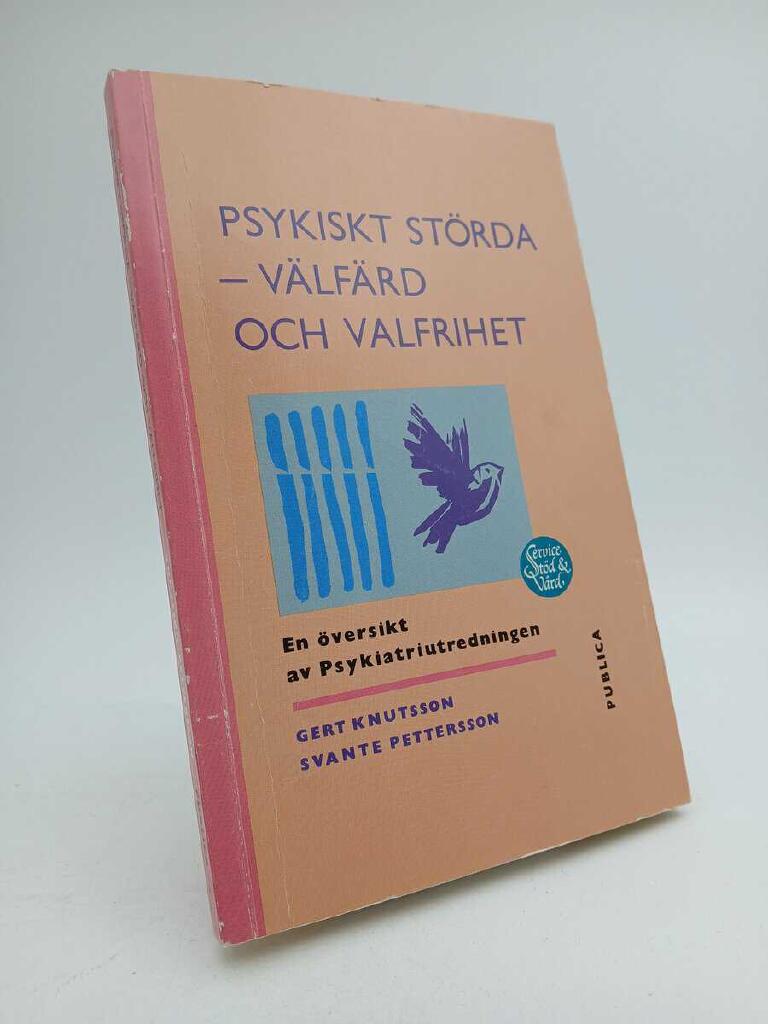 PSYKISKT STÖRDA
– VÄLFÄRD
OCH VALFRIHET
Service
Stöd &
Vård
En översikt
av Psykiatriutredningen
GERT KNUTSSON
SVANTE PETTERSSON
PUBLICA